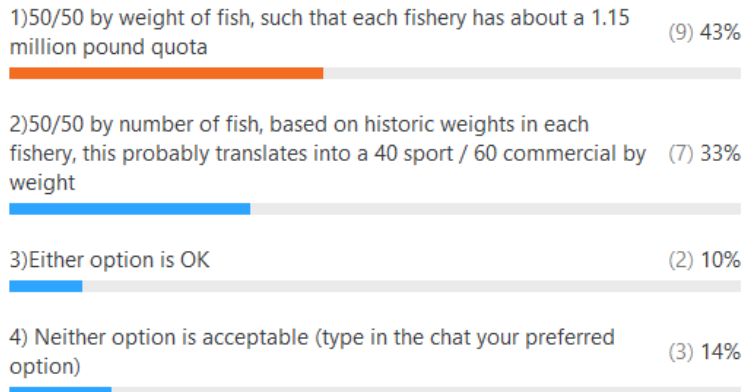 1)50/50 by weight of fish, such that each fishery has about a 1.15
million pound quota
(9) 43%
2)50/50 by number of fish, based on historic weights in each
fishery, this probably translates into a 40 sport / 60 commercial by
weight
(7) 33%
3)Either option is OK
(2) 10%
4) Neither option is acceptable (type in the chat your preferred
option)
(3) 14%